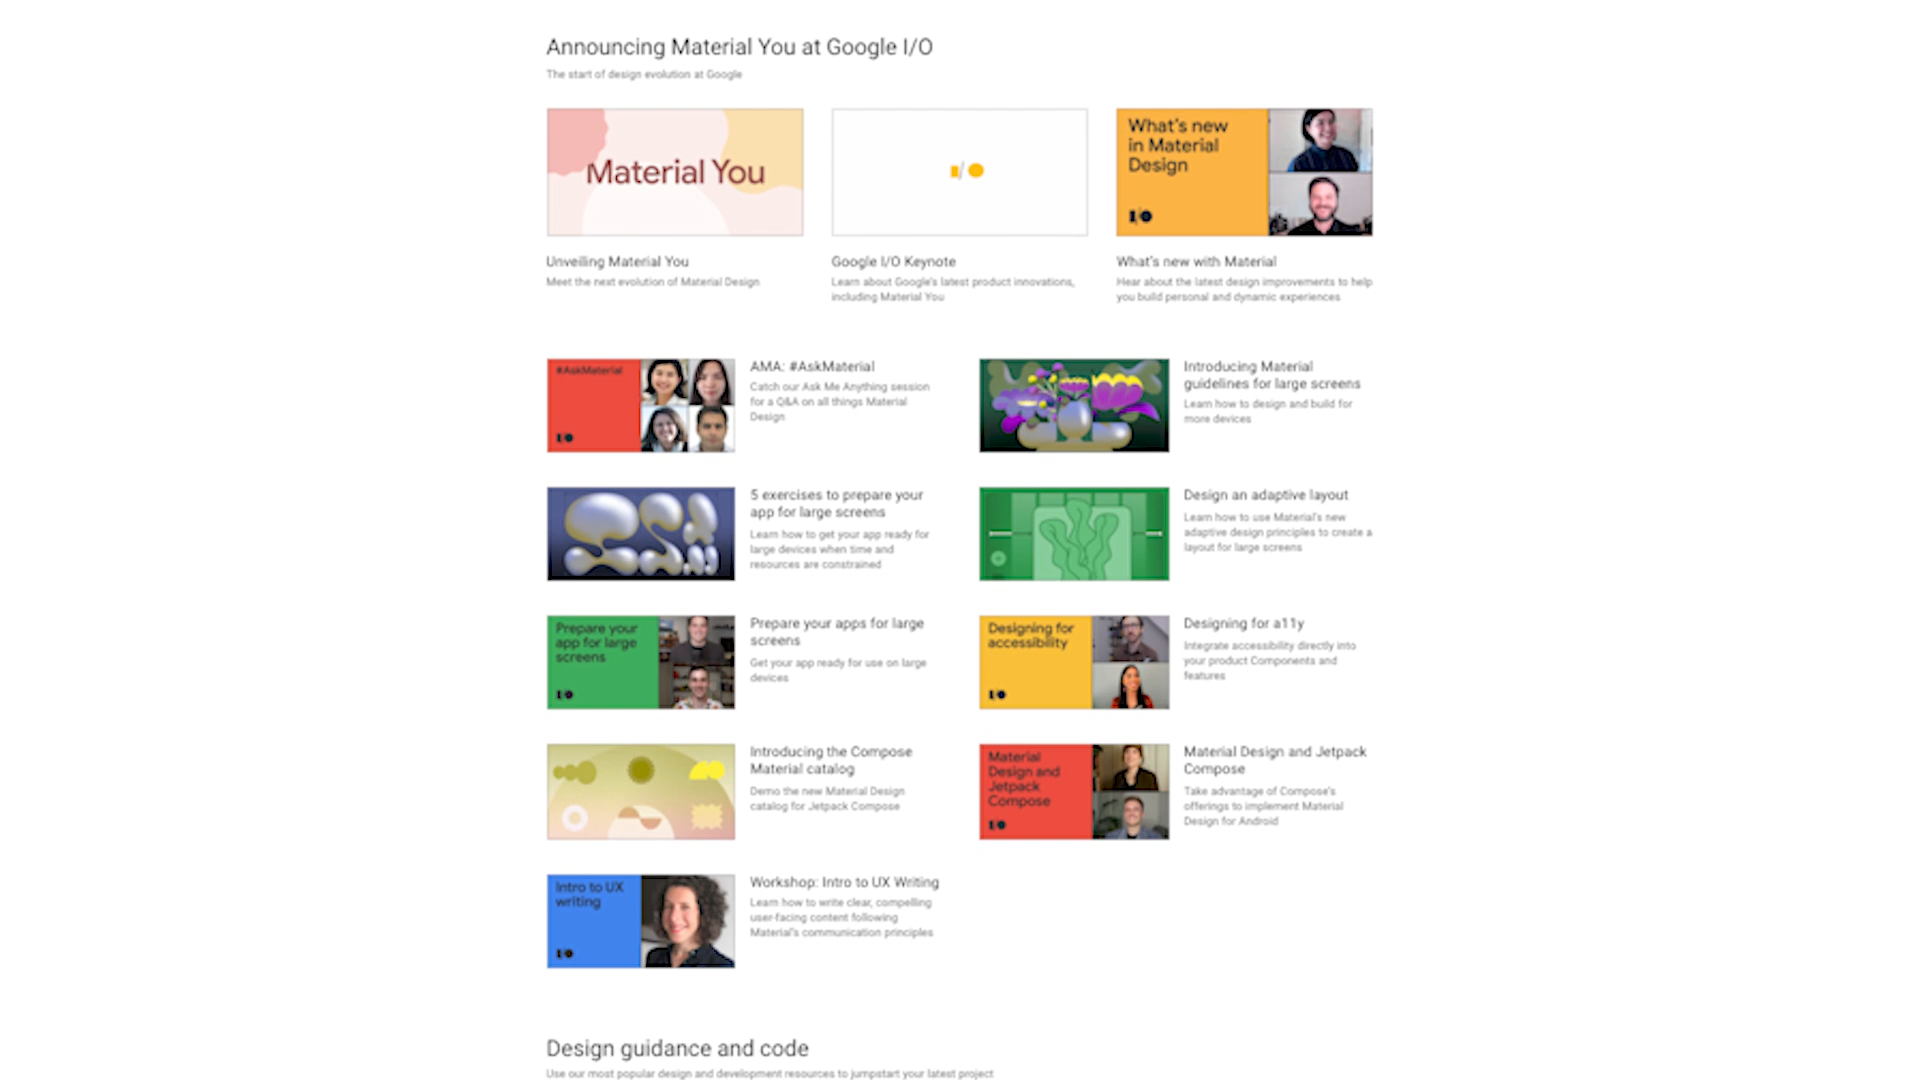 Announcing Material You at Google I/O
The start of design evolution at Google
Material You
I/O
What's new
in Material
Design
I/O
Unveiling Material You
Meet the next evolution of Material Design
Google I/O Keynote
Learn about Google's latest product innovations,
including Material You
What's new with Material
Hear about the latest design improvements to help
you build personal and dynamic experiences
#AskMaterial
I/O
AMA: #AskMaterial
Catch our Ask Me Anything session
for a Q&A on all things Material
Design
Introducing Material
guidelines for large screens
Learn how to design and build for
more devices
5 exercises to prepare your
app for large screens
Learn how to get your app ready for
large devices when time and
resources are constrained
Design an adaptive layout
Learn how to use Material's new
adaptive design principles to create a
layout for large screens
Prepare your
app for large
screens
I/O
Prepare your apps for large
screens
Get your app ready for use on large
devices
Designing for
accessibility
I/O
Designing for a11y
Integrate accessibility directly into
your product Components and
features
Introducing the Compose
Material catalog
Demo the new Material Design
catalog for Jetpack Compose
Material
Design and
Jetpack
Compose
I/O
Material Design and Jetpack
Compose
Take advantage of Compose's
offerings to implement Material
Design for Android
Intro to UX
writing
I/O
Workshop: Intro to UX Writing
Learn how to write clear, compelling
user-facing content following
Material's communication principles
Design guidance and code
Use our most popular design and development resources to jumpstart your latest project